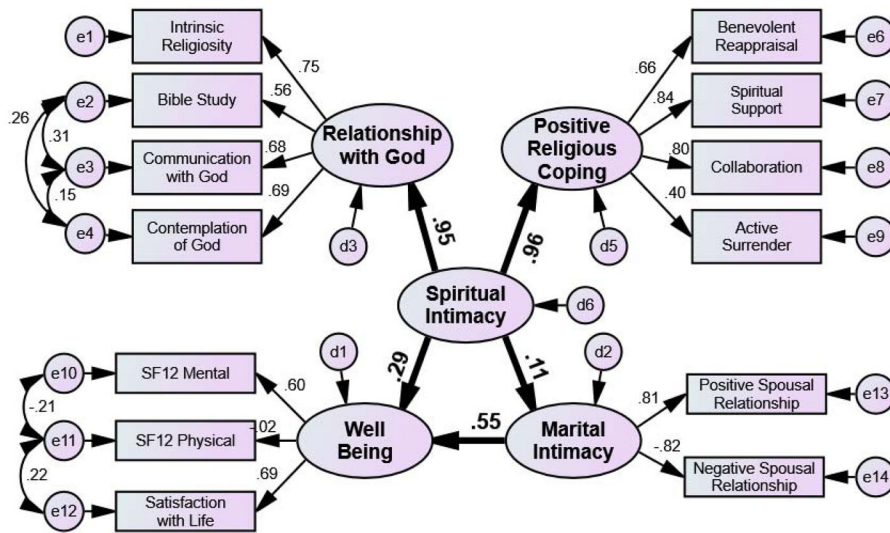 e1
Intrinsic
Religiosity
.75
e2
Bible Study
.56
.26
.31
e3
Communication
with God
.68
.15
e4
Contemplation
of God
.69
Relationship
with God
d3
Positive
Religious
Coping
d5
Benevolent
Reappraisal
e6
.66
Spiritual
Support
e7
.84
Collaboration
e8
.80
Active
Surrender
e9
.40
.95
.96
Spiritual
Intimacy
d6
.29
.11
d1
d2
e10
SF12 Mental
.60
-.21
e11
SF12 Physical
-.02
.22
e12
Satisfaction
with Life
.69
Well
Being
.55
Marital
Intimacy
.81
Positive Spousal
Relationship
e13
-.82
Negative Spousal
Relationship
e14